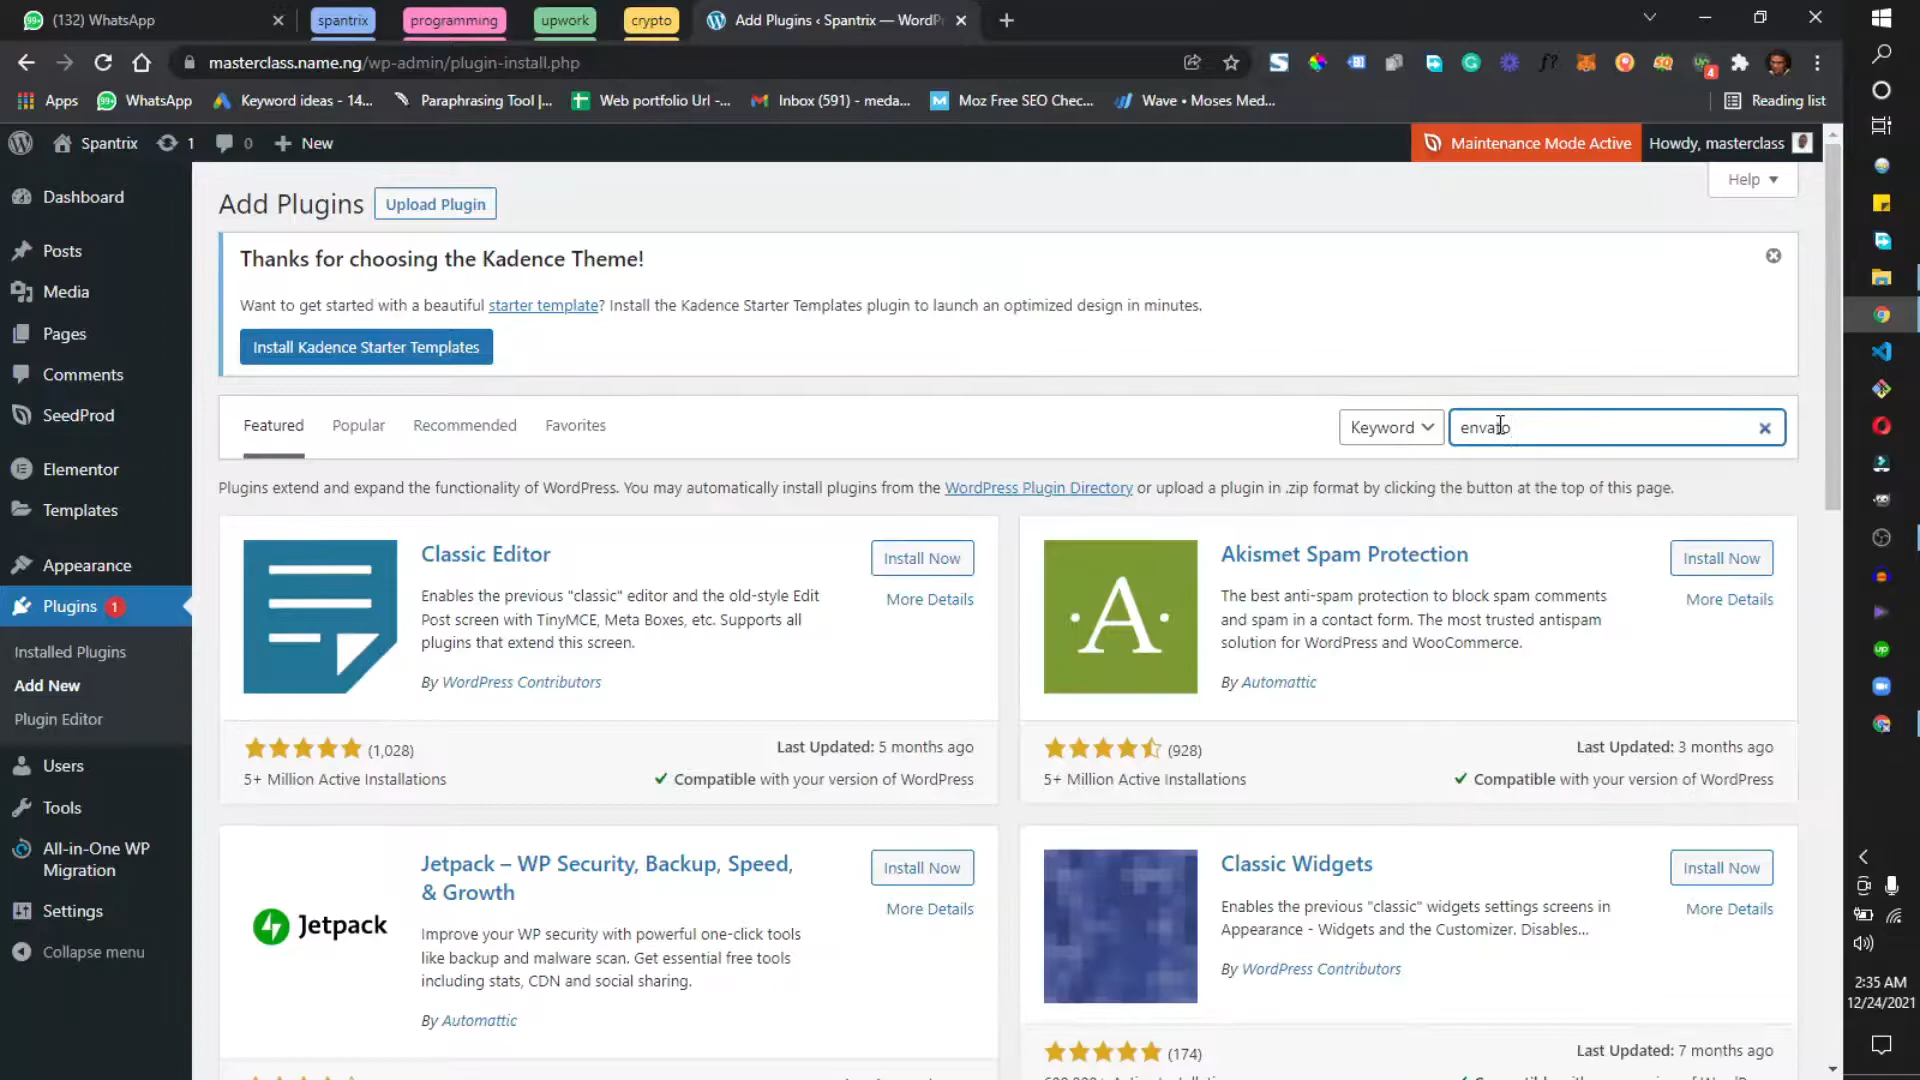 (132) WhatsApp
spantrix
programming
upwork
crypto
Add Plugins ‹ Spantrix — WordPr
masterclass.name.ng/wp-admin/plugin-install.php
4
Apps
99+
WhatsApp
Keyword ideas - 14...
Paraphrasing Tool |...
Web portfolio Url -...
Inbox (591) - meda...
Moz Free SEO Chec...
Wave • Moses Med...
Reading list
Spantrix
1
0
New
Maintenance Mode Active
Howdy, masterclass
Dashboard
Posts
Media
Pages
Comments
SeedProd
Elementor
Templates
Appearance
Plugins 1
Installed Plugins
Add New
Plugin Editor
Users
Tools
All-in-One WP
Migration
Settings
Collapse menu
Help
Add Plugins
Upload Plugin
Thanks for choosing the Kadence Theme!
Want to get started with a beautiful starter template? Install the Kadence Starter Templates plugin to launch an optimized design in minutes.
Install Kadence Starter Templates
Featured
Popular
Recommended
Favorites
Keyword
envato
Plugins extend and expand the functionality of WordPress. You may automatically install plugins from the WordPress Plugin Directory or upload a plugin in .zip format by clicking the button at the top of this page.
Classic Editor
Install Now
More Details
Enables the previous "classic" editor and the old-style Edit
Post screen with TinyMCE, Meta Boxes, etc. Supports all
plugins that extend this screen.
By WordPress Contributors
(1,028)
5+ Million Active Installations
Last Updated: 5 months ago
Compatible with your version of WordPress
A
Akismet Spam Protection
Install Now
More Details
The best anti-spam protection to block spam comments
and spam in a contact form. The most trusted antispam
solution for WordPress and WooCommerce.
By Automattic
(928)
5+ Million Active Installations
Last Updated: 3 months ago
Compatible with your version of WordPress
Jetpack
Jetpack – WP Security, Backup, Speed,
& Growth
Install Now
More Details
Improve your WP security with powerful one-click tools
like backup and malware scan. Get essential free tools
including stats, CDN and social sharing.
By Automattic
Classic Widgets
Install Now
More Details
Enables the previous "classic" widgets settings screens in
Appearance - Widgets and the Customizer. Disables...
By WordPress Contributors
(174)
Last Updated: 7 months ago
2:35 AM
12/24/2021